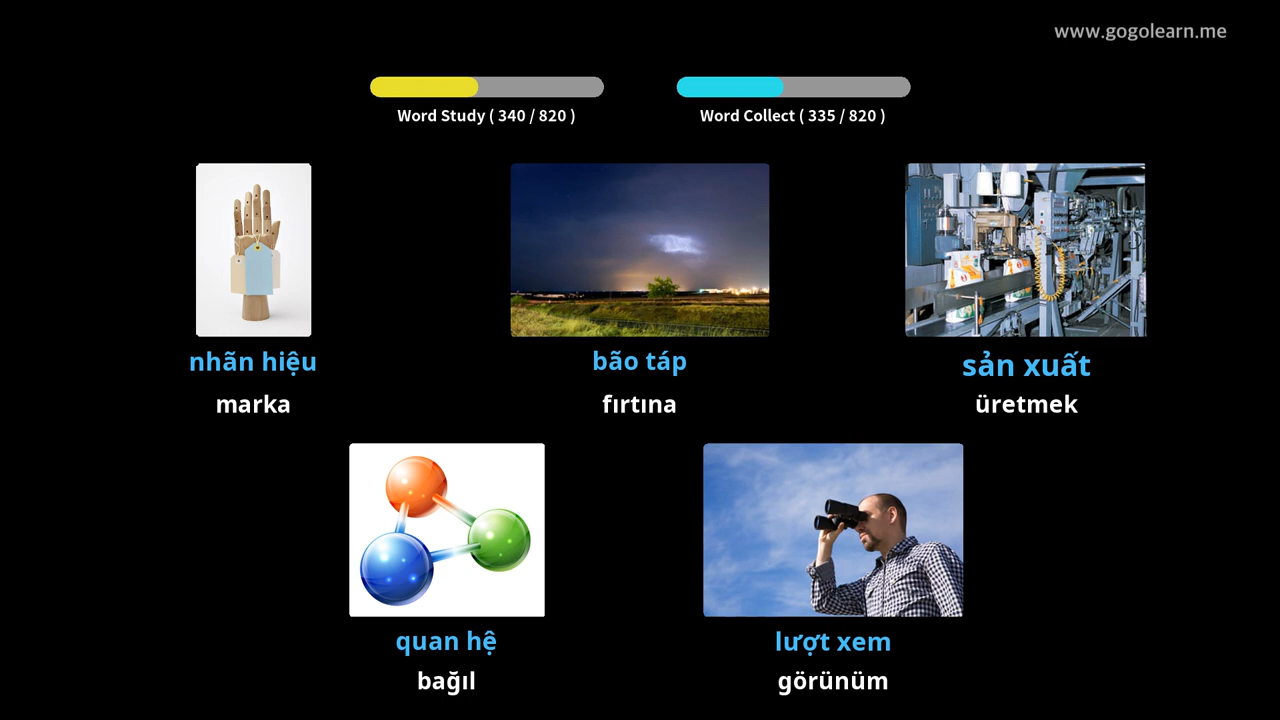 www.gogolearn.me
Word Study ( 340 / 820 )
Word Collect ( 335 / 820 )
nhãn hiệu
marka
bão táp
fırtına
sản xuất
üretmek
quan hệ
bağıl
lượt xem
görünüm